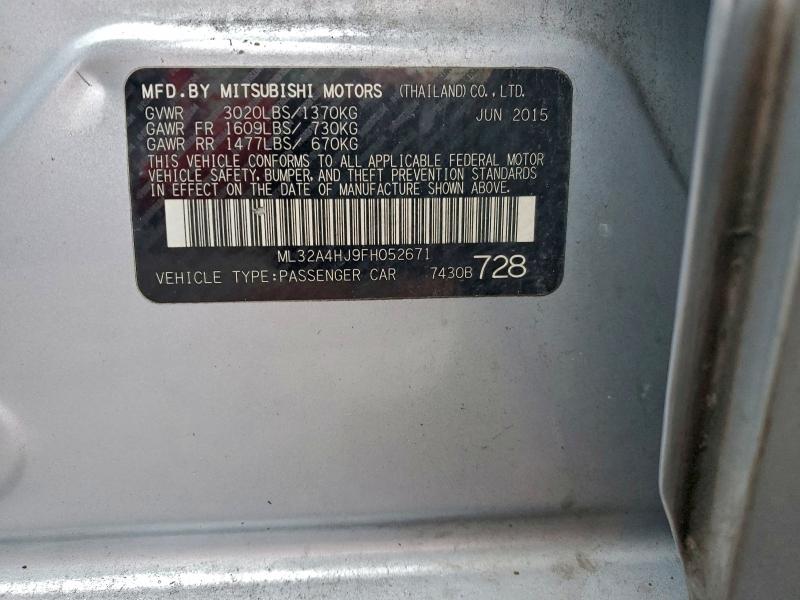 MFD. BY MITSUBISHI MOTORS (THAILAND) CO., LTD.
GVWR 3020LBS/1370KG JUN 2015
GAWR FR 1609LBS/ 730KG
GAWR RR 1477LBS/ 670KG
THIS VEHICLE CONFORMS TO ALL APPLICABLE FEDERAL MOTOR
VEHICLE SAFETY, BUMPER, AND THEFT PREVENTION STANDARDS
IN EFFECT ON THE DATE OF MANUFACTURE SHOWN ABOVE.
ML32A4HJ9FH052671
VEHICLE TYPE:PASSENGER CAR 7430B 728